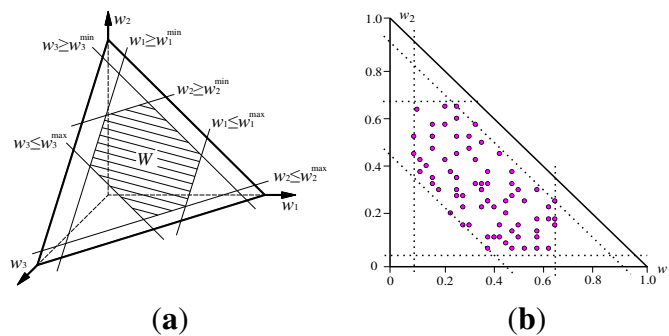 w₂
w₃≥w₃ᵐⁱⁿ
w₁≥w₁ᵐⁱⁿ
w₂≥w₂ᵐⁱⁿ
w₃≤w₃ᵐᵃˣ
w₁≤w₁ᵐᵃˣ
W
w₂≤w₂ᵐᵃˣ
w₁
w₃
(a)
1.0
w₂
0.8
0.6
0.4
0.2
0
0 0.2 0.4 0.6 0.8 1.0 w
(b)